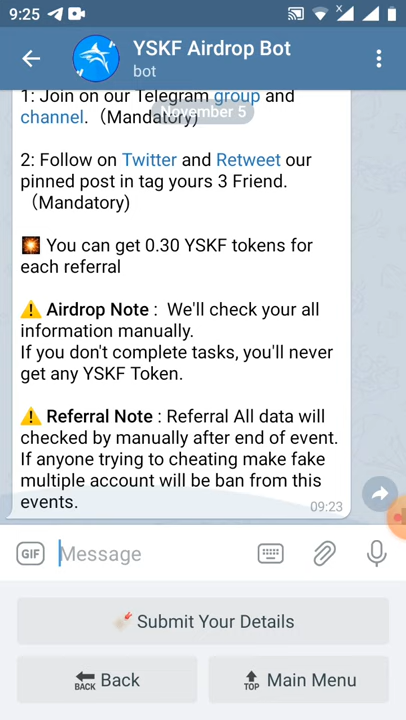 9:25
YSKF Airdrop Bot
bot
1: Join on our Telegram group and
November 5
channel.（Mandatory)
2: Follow on Twitter and Retweet our
pinned post in tag yours 3 Friend.
（Mandatory)
You can get 0.30 YSKF tokens for
each referral
Airdrop Note : We'll check your all
information manually.
If you don't complete tasks, you'll never
get any YSKF Token.
Referral Note : Referral All data will
checked by manually after end of event.
If anyone trying to cheating make fake
multiple account will be ban from this
events.
09:23
GIF Message
Submit Your Details
BACK Back
TOP Main Menu